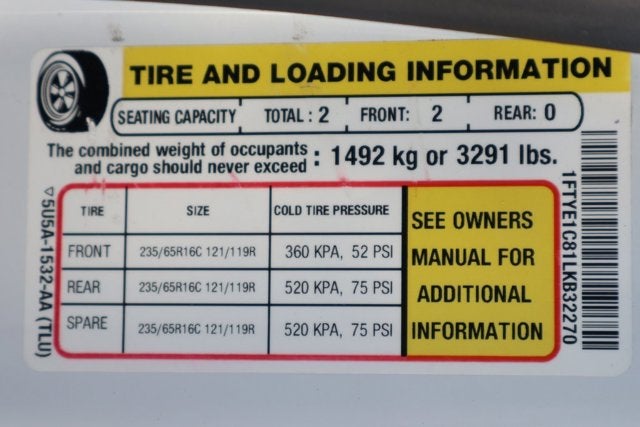 TIRE AND LOADING INFORMATION
SEATING CAPACITY TOTAL : 2 FRONT: 2 REAR: 0
The combined weight of occupants
and cargo should never exceed : 1492 kg or 3291 lbs.
TIRE SIZE COLD TIRE PRESSURE
FRONT 235/65R16C 121/119R 360 KPA, 52 PSI
REAR 235/65R16C 121/119R 520 KPA, 75 PSI
SPARE 235/65R16C 121/119R 520 KPA, 75 PSI
SEE OWNERS
MANUAL FOR
ADDITIONAL
INFORMATION
5U5A-1532-AA (TLU)
1FTYE1C81LKB32270